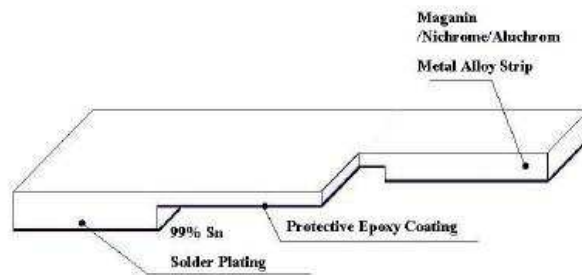 Maganin
/Nichrome/Aluchrom
Metal Alloy Strip
99% Sn
Protective Epoxy Coating
Solder Plating